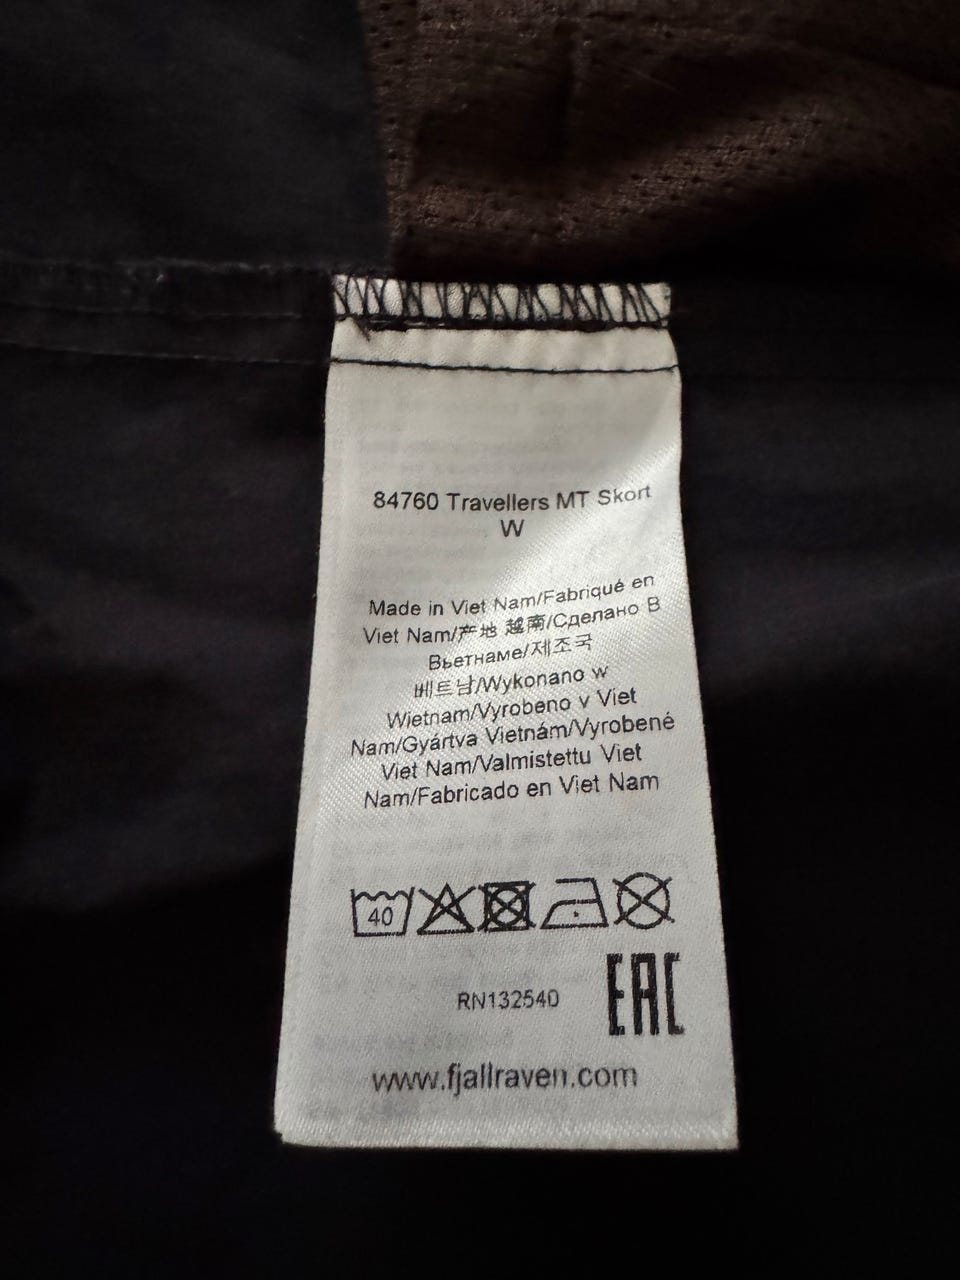 84760 Travellers MT Skort
W
Made in Viet Nam/Fabriqué en
Viet Nam/产地 越南/Сделано В
Вьетнаме/제조국
베트남/Wykonano w
Wietnam/Vyrobeno v Viet
Nam/Gyártva Vietnám/Vyrobené
Viet Nam/Valmistettu Viet
Nam/Fabricado en Viet Nam
40
RN132540
EAC
www.fjallraven.com